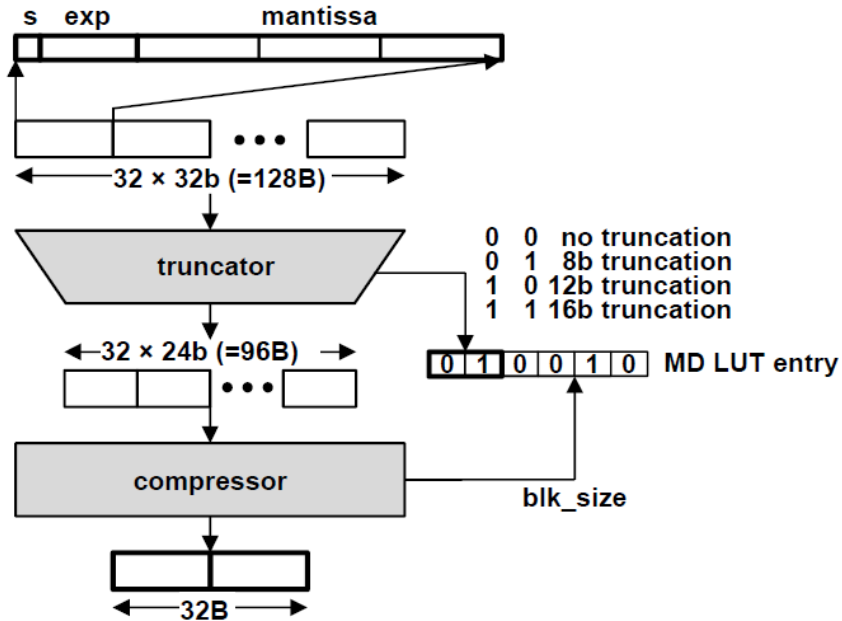 s exp mantissa
32 × 32b (=128B)
truncator
0 0 no truncation
0 1 8b truncation
1 0 12b truncation
1 1 16b truncation
32 × 24b (=96B)
0 1 0 0 1 0 MD LUT entry
compressor
blk_size
32B